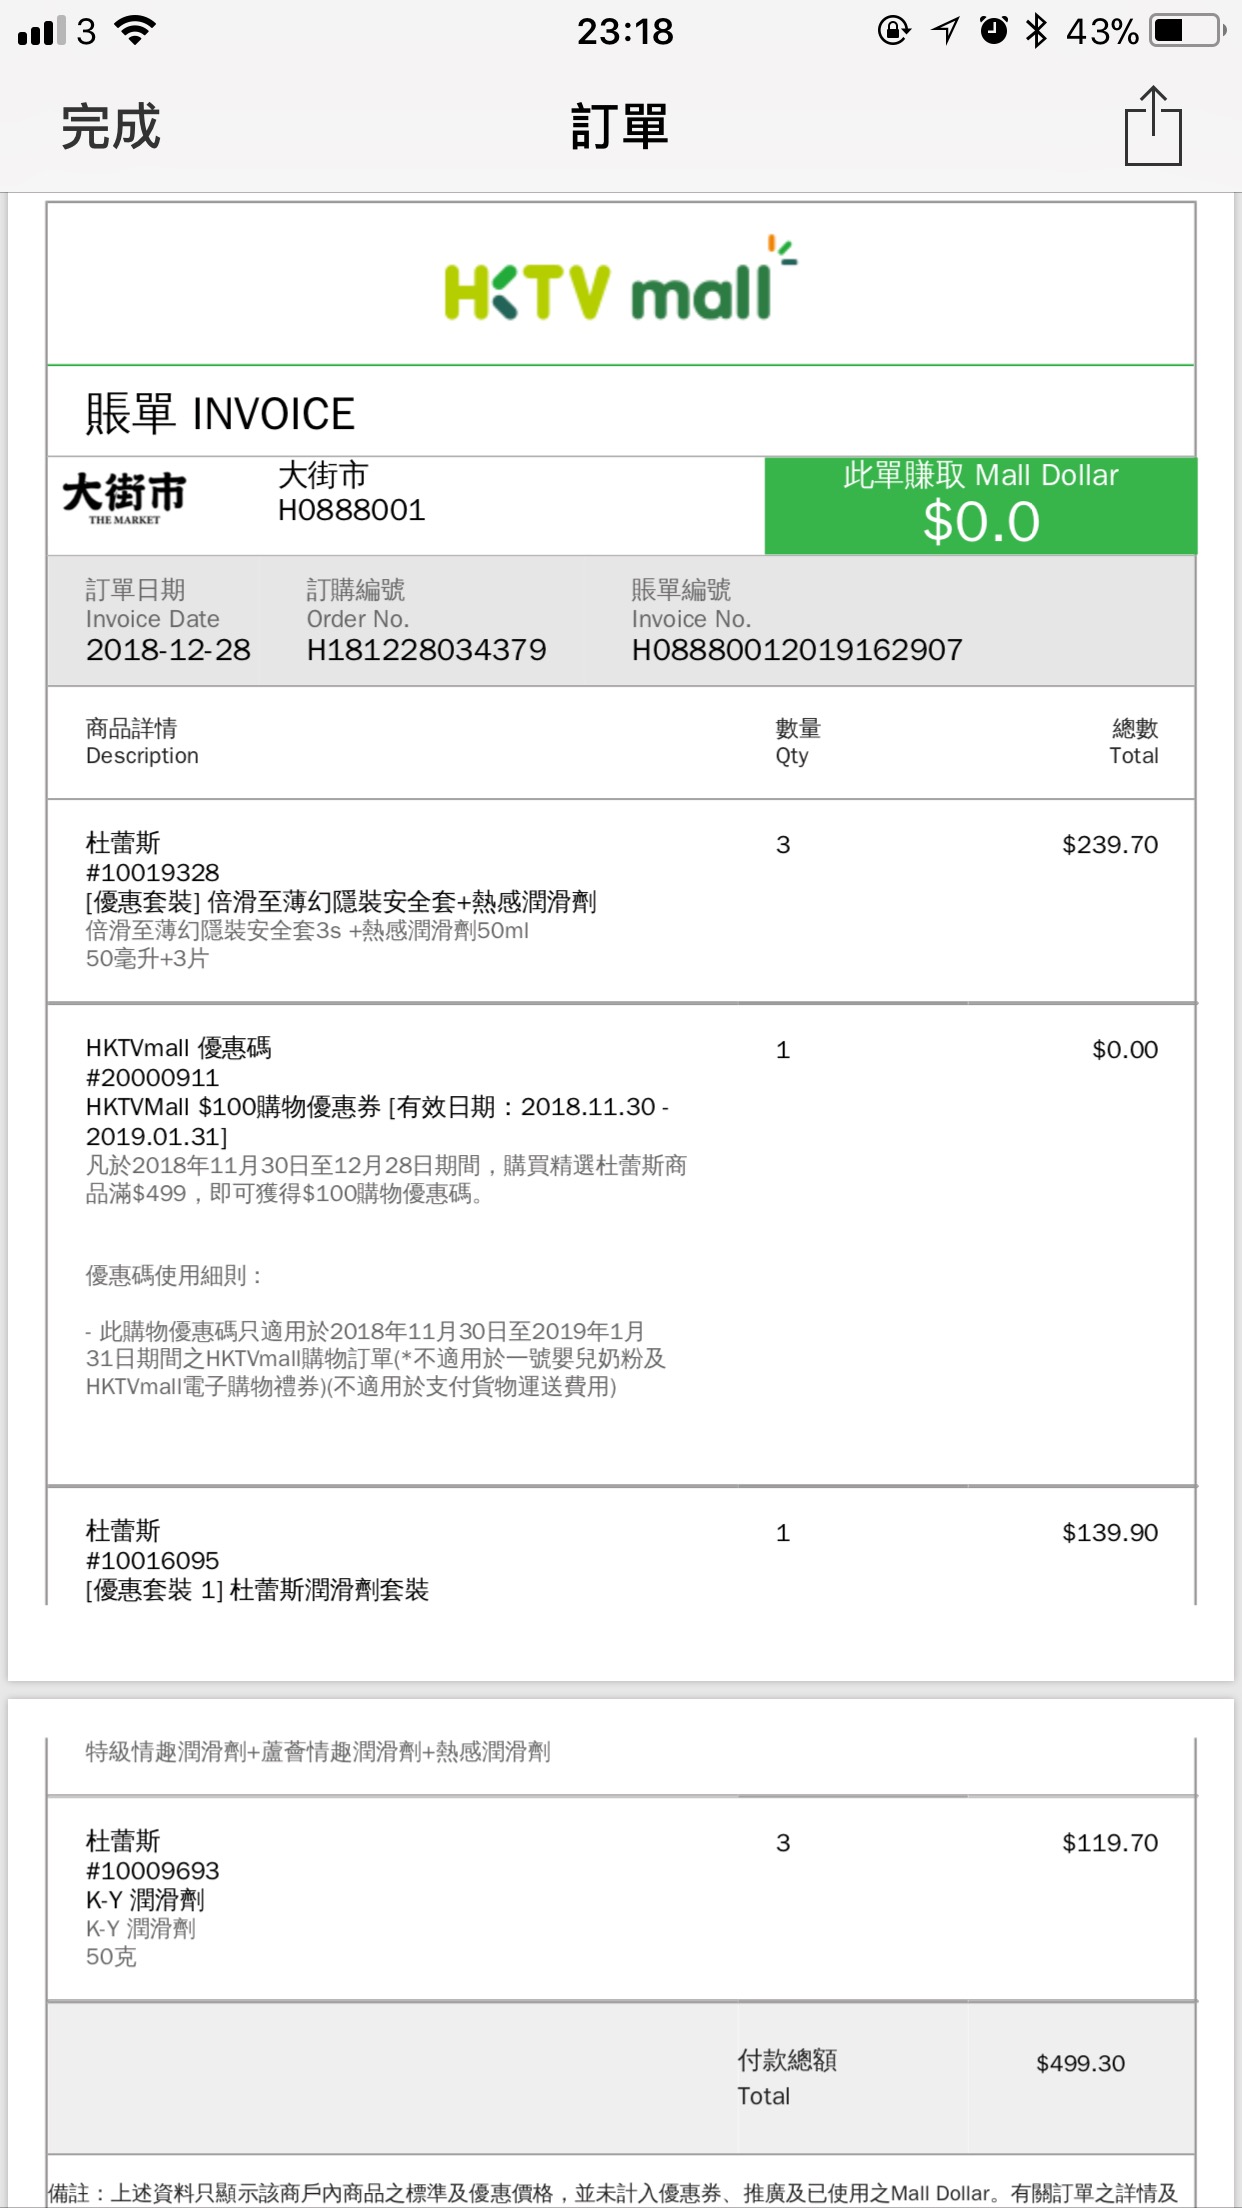 3
23:18
43%
完成
訂單
HKTV mall
賬單 INVOICE
大街市
THE MARKET
大街市
H0888001
此單賺取 Mall Dollar
$0.0
訂單日期
Invoice Date
2018-12-28
訂購編號
Order No.
H181228034379
賬單編號
Invoice No.
H08880012019162907
商品詳情
Description
數量
Qty
總數
Total
杜蕾斯
#10019328
[優惠套裝] 倍滑至薄幻隱裝安全套+熱感潤滑劑
倍滑至薄幻隱裝安全套3s +熱感潤滑劑50ml
50毫升+3片
3
$239.70
HKTVmall 優惠碼
#20000911
HKTVMall $100購物優惠券 [有效日期：2018.11.30 -
2019.01.31]
凡於2018年11月30日至12月28日期間，購買精選杜蕾斯商
品滿$499，即可獲得$100購物優惠碼。
優惠碼使用細則：
- 此購物優惠碼只適用於2018年11月30日至2019年1月
31日期間之HKTVmall購物訂單(*不適用於一號嬰兒奶粉及
HKTVmall電子購物禮券)(不適用於支付貨物運送費用)
1
$0.00
杜蕾斯
#10016095
[優惠套裝 1] 杜蕾斯潤滑劑套裝
1
$139.90
特級情趣潤滑劑+蘆薈情趣潤滑劑+熱感潤滑劑
杜蕾斯
#10009693
K-Y 潤滑劑
K-Y 潤滑劑
50克
3
$119.70
付款總額
Total
$499.30
備註：上述資料只顯示該商戶內商品之標準及優惠價格，並未計入優惠券、推廣及已使用之Mall Dollar。有關訂單之詳情及